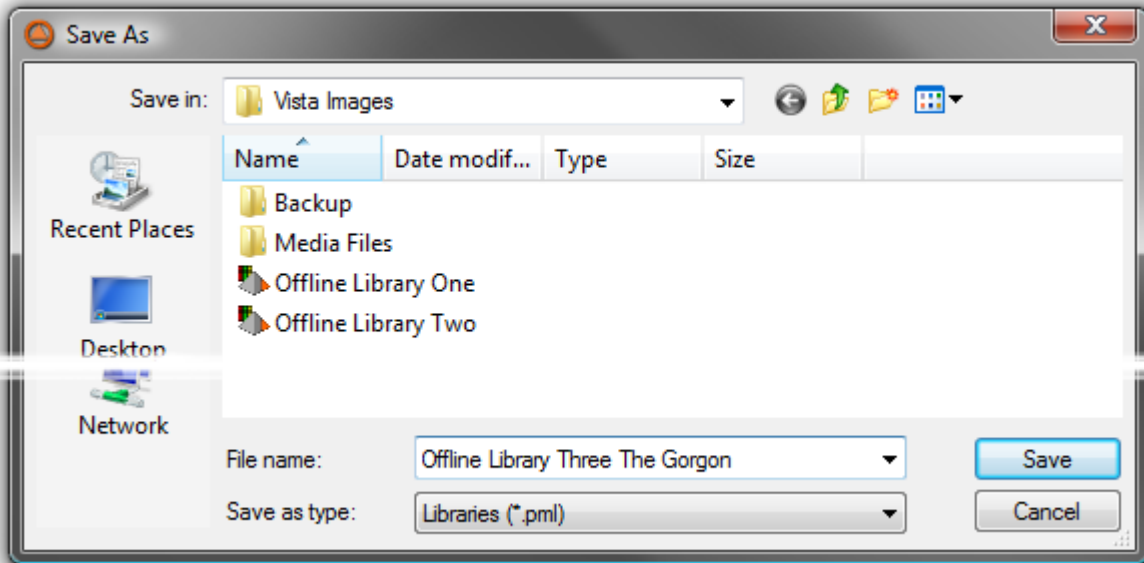 Save As
Save in: Vista Images
Name Date modif... Type Size
Recent Places
Backup
Media Files
Offline Library One
Offline Library Two
Desktop
Network
File name: Offline Library Three The Gorgon Save
Save as type: Libraries (*.pml) Cancel